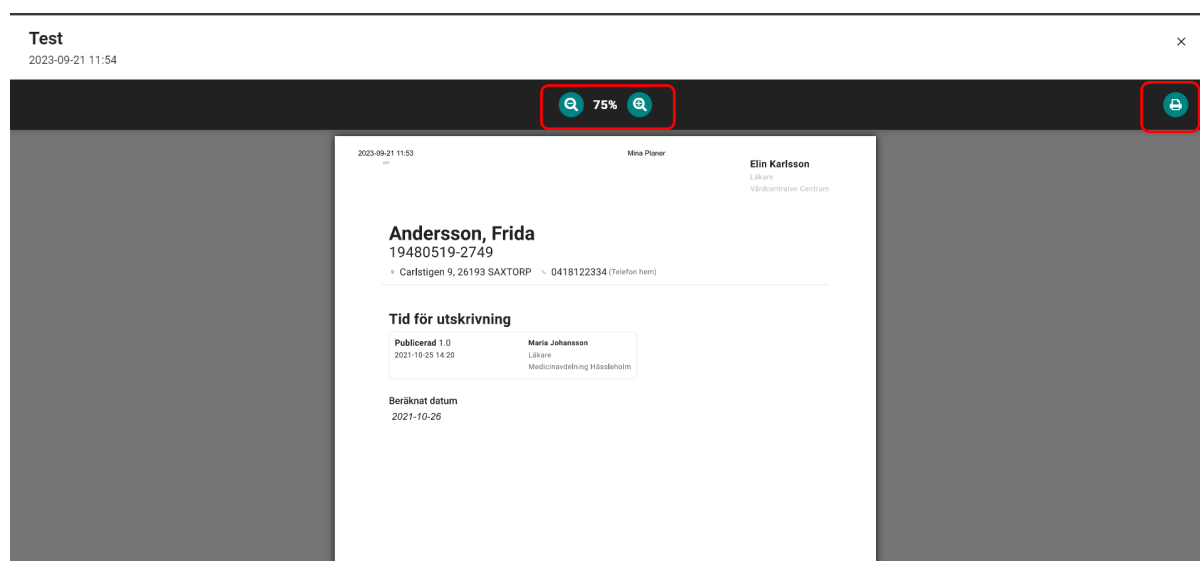 Test
2023-09-21 11:54
×
75%
2023-09-21 11:53 Mina Planer
Elin Karlsson
Läkare
Vårdcentralen Centrum
Andersson, Frida
19480519-2749
Carlstigen 9, 26193 SAXTORP 0418122334 (Telefon hem)
Tid för utskrivning
Publicerad 1.0 Maria Johansson
2021-10-25 14:20 Läkare
Medicinavdelning Hässleholm
Beräknat datum
2021-10-26